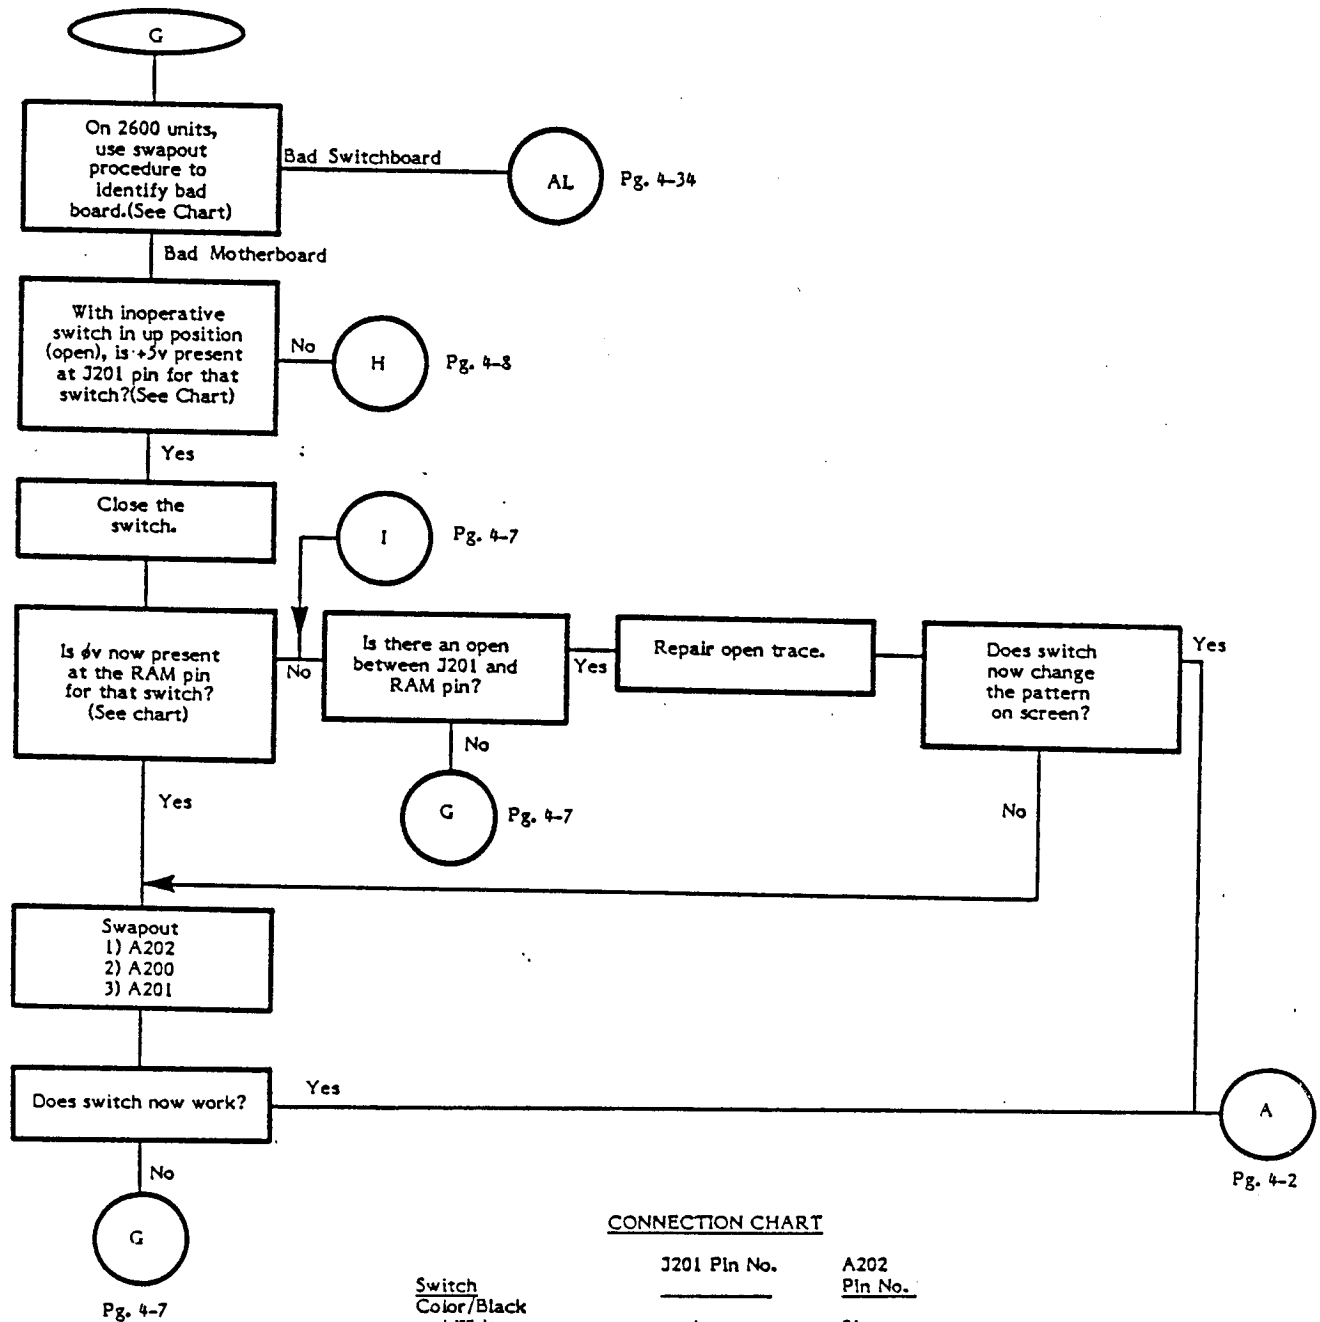 G
On 2600 units,
use swapout
procedure to
identify bad
board.(See Chart)
Bad Switchboard
AL
Pg. 4-34
Bad Motherboard
With inoperative
switch in up position
(open), is +5v present
at J201 pin for that
switch?(See Chart)
No
H
Pg. 4-8
Yes
Close the
switch.
I
Pg. 4-7
Is ϕv now present
at the RAM pin
for that switch?
(See chart)
No
Is there an open
between J201 and
RAM pin?
Yes
Repair open trace.
Does switch
now change
the pattern
on screen?
Yes
No
G
Pg. 4-7
Yes
No
Swapout
1) A202
2) A200
3) A201
Does switch now work?
Yes
A
Pg. 4-2
No
G
Pg. 4-7
CONNECTION CHART
J201 Pin No. A202
Switch Pin No.
Color/Black